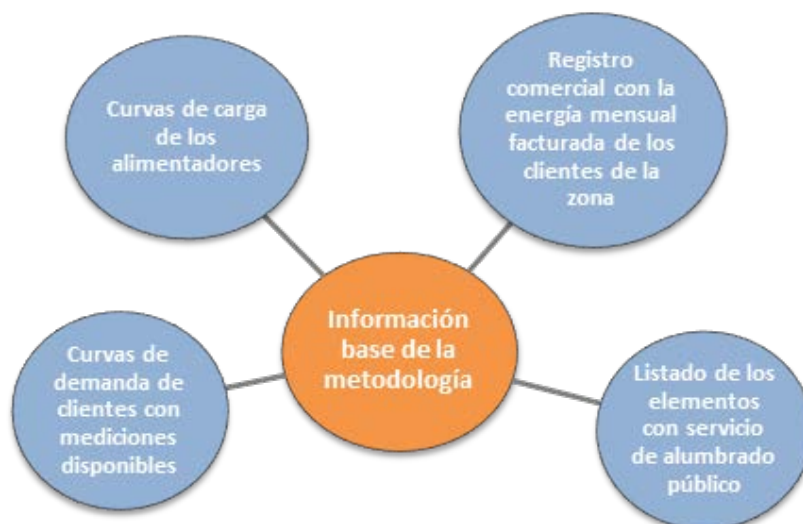 Curvas de carga
de los
alimentadores
Registro
comercial con la
energía mensual
facturada de los
clientes de la
zona
Información
base de la
metodología
Curvas de
demanda de
clientes con
mediciones
disponibles
Listado de los
elementos
con servicio
de alumbrado
público